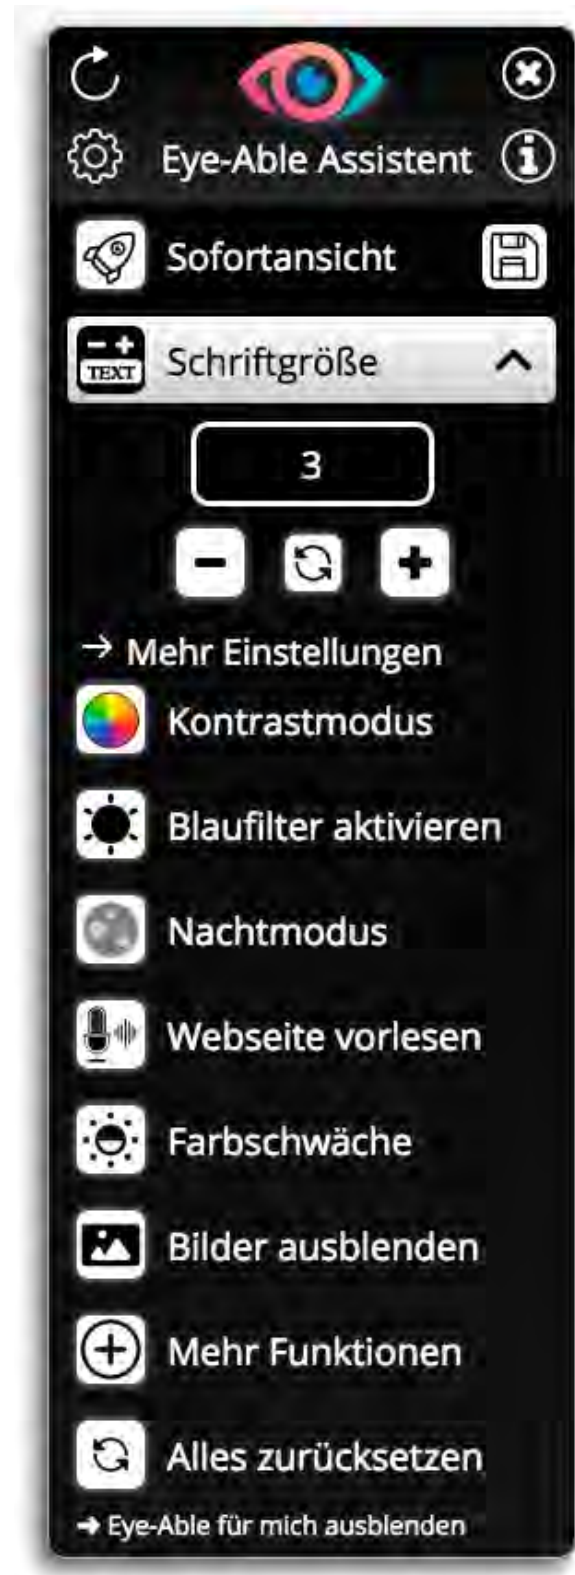 Eye-Able Assistent
Sofortansicht
- +
TEXT
Schriftgröße
3
→ Mehr Einstellungen
Kontrastmodus
Blaufilter aktivieren
Nachtmodus
Webseite vorlesen
Farbschwäche
Bilder ausblenden
Mehr Funktionen
Alles zurücksetzen
→ Eye-Able für mich ausblenden